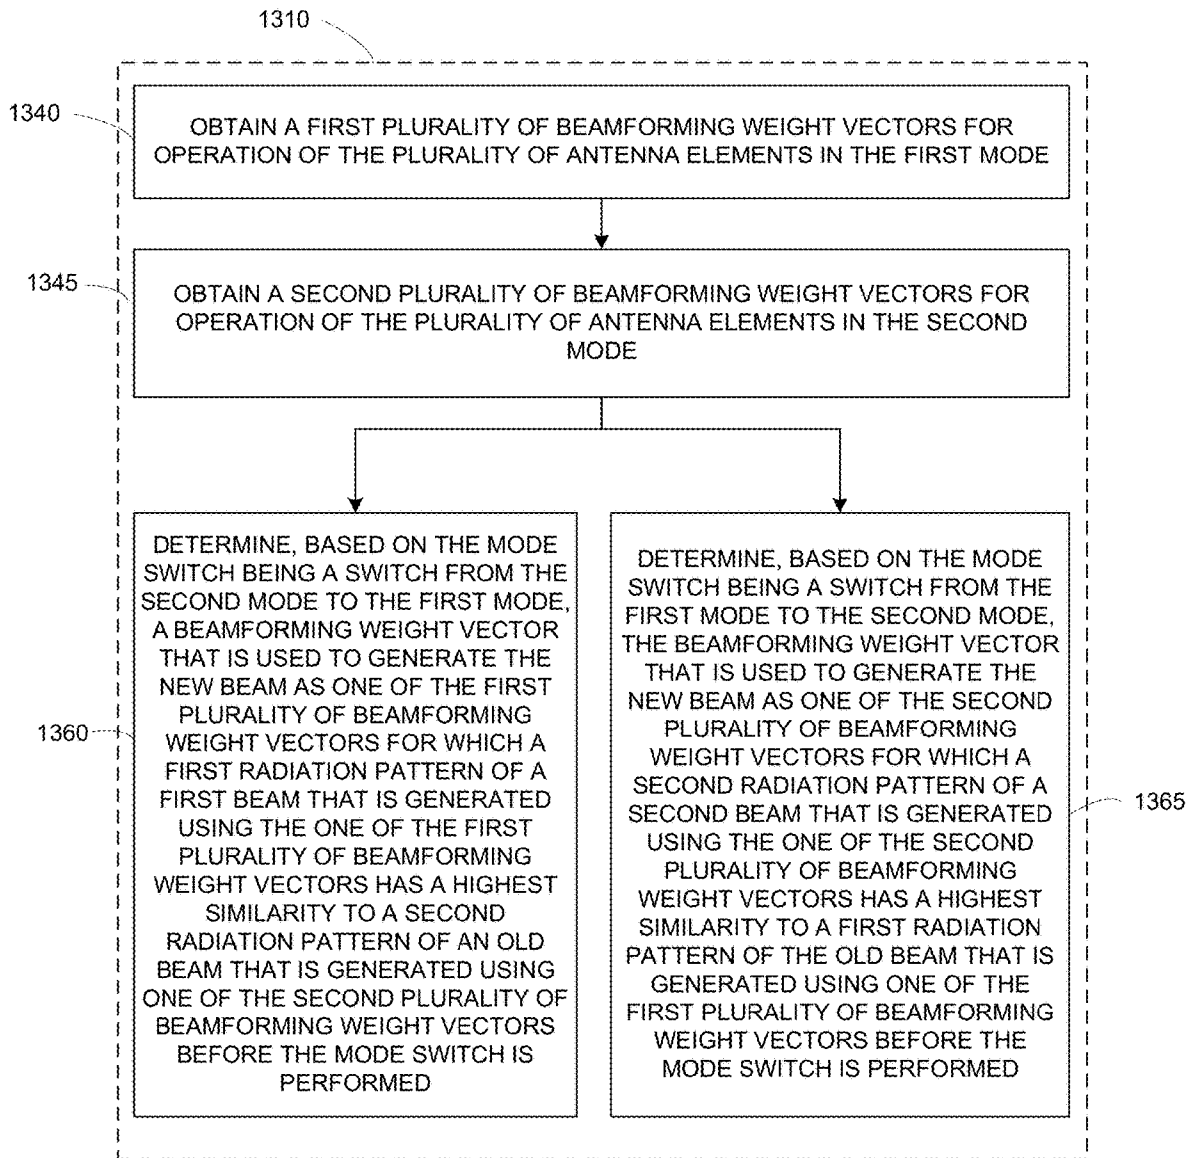 1310
1340
OBTAIN A FIRST PLURALITY OF BEAMFORMING WEIGHT VECTORS FOR
OPERATION OF THE PLURALITY OF ANTENNA ELEMENTS IN THE FIRST MODE
1345
OBTAIN A SECOND PLURALITY OF BEAMFORMING WEIGHT VECTORS FOR
OPERATION OF THE PLURALITY OF ANTENNA ELEMENTS IN THE SECOND
MODE
1360
DETERMINE, BASED ON THE MODE
SWITCH BEING A SWITCH FROM THE
SECOND MODE TO THE FIRST MODE,
A BEAMFORMING WEIGHT VECTOR
THAT IS USED TO GENERATE THE
NEW BEAM AS ONE OF THE FIRST
PLURALITY OF BEAMFORMING
WEIGHT VECTORS FOR WHICH A
FIRST RADIATION PATTERN OF A
FIRST BEAM THAT IS GENERATED
USING THE ONE OF THE FIRST
PLURALITY OF BEAMFORMING
WEIGHT VECTORS HAS A HIGHEST
SIMILARITY TO A SECOND
RADIATION PATTERN OF AN OLD
BEAM THAT IS GENERATED USING
ONE OF THE SECOND PLURALITY OF
BEAMFORMING WEIGHT VECTORS
BEFORE THE MODE SWITCH IS
PERFORMED
DETERMINE, BASED ON THE MODE
SWITCH BEING A SWITCH FROM THE
FIRST MODE TO THE SECOND MODE,
THE BEAMFORMING WEIGHT VECTOR
THAT IS USED TO GENERATE THE
NEW BEAM AS ONE OF THE SECOND
PLURALITY OF BEAMFORMING
WEIGHT VECTORS FOR WHICH A
SECOND RADIATION PATTERN OF A
SECOND BEAM THAT IS GENERATED
USING THE ONE OF THE SECOND
PLURALITY OF BEAMFORMING
WEIGHT VECTORS HAS A HIGHEST
SIMILARITY TO A FIRST RADIATION
PATTERN OF THE OLD BEAM THAT IS
GENERATED USING ONE OF THE
FIRST PLURALITY OF BEAMFORMING
WEIGHT VECTORS BEFORE THE
MODE SWITCH IS PERFORMED
1365